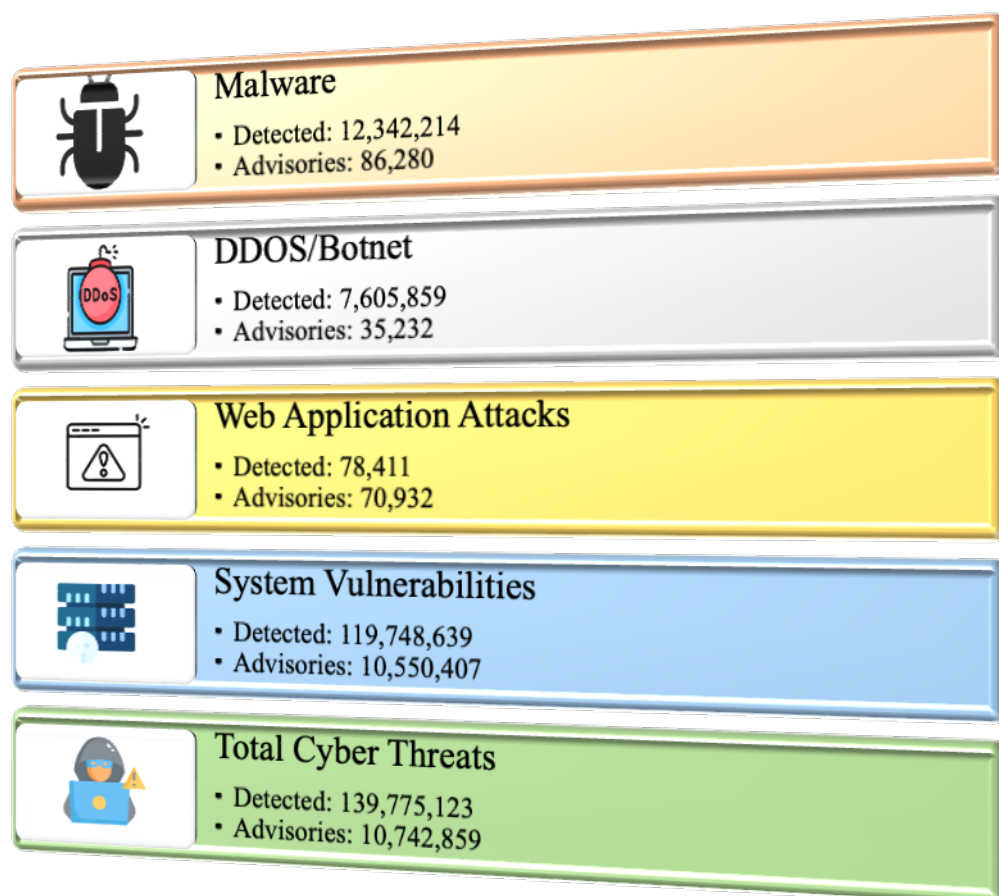 Malware
• Detected: 12,342,214
• Advisories: 86,280
DDOS/Botnet
DDoS
• Detected: 7,605,859
• Advisories: 35,232
Web Application Attacks
• Detected: 78,411
• Advisories: 70,932
System Vulnerabilities
• Detected: 119,748,639
• Advisories: 10,550,407
Total Cyber Threats
• Detected: 139,775,123
• Advisories: 10,742,859